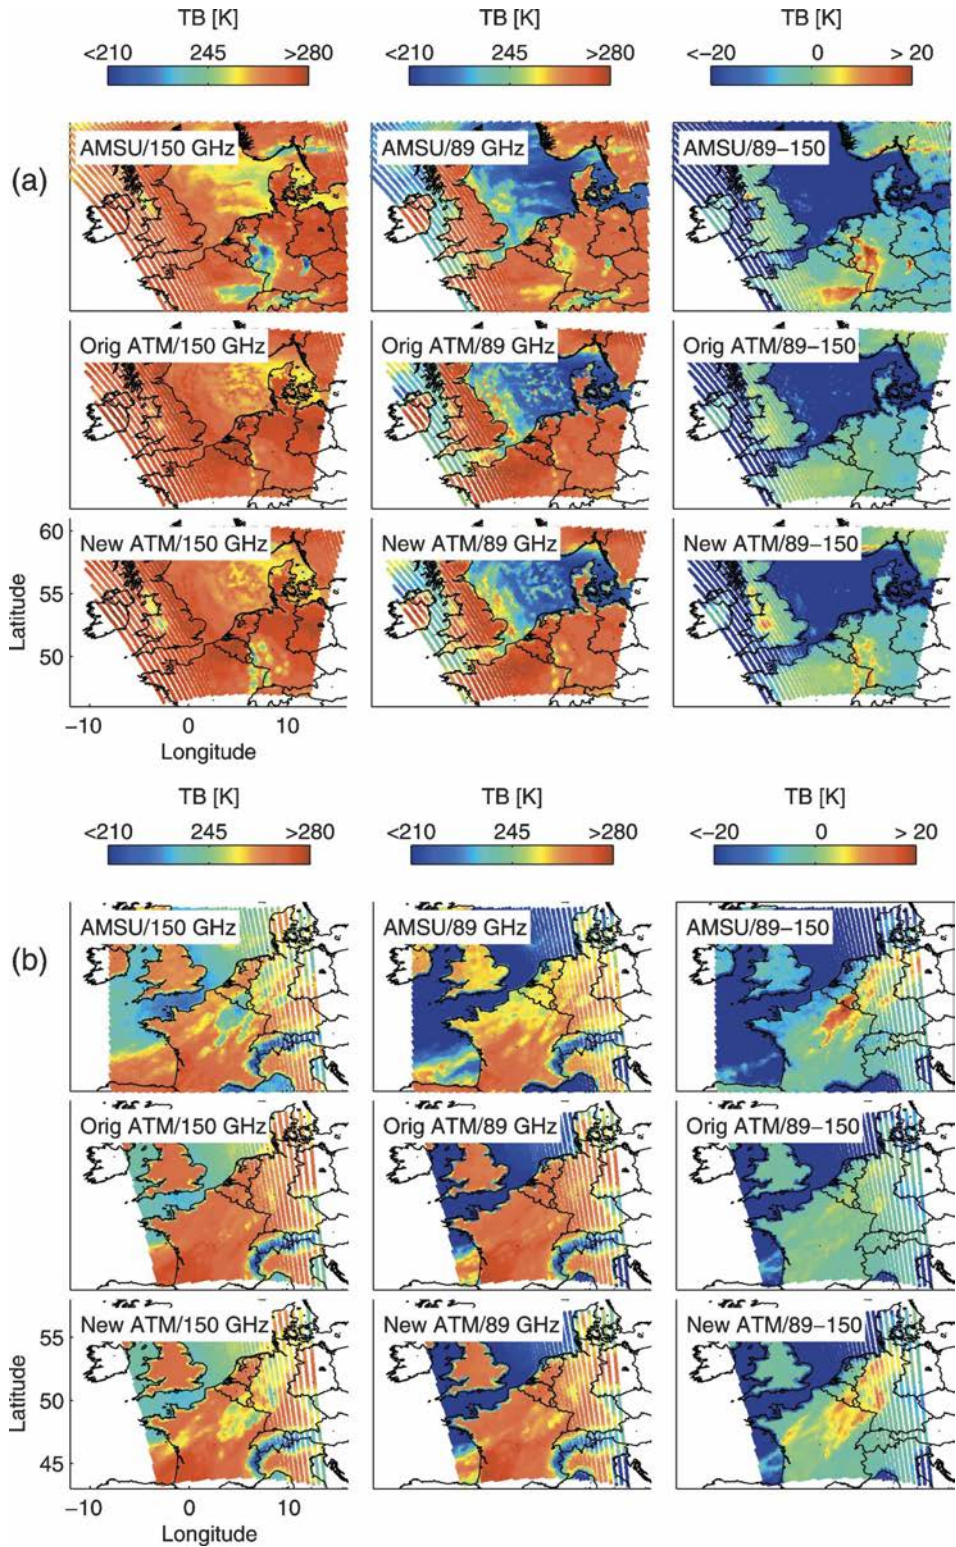 TB [K] TB [K] TB [K]
<210 245 >280 <210 245 >280 <−20 0 > 20
(a)
AMSU/150 GHz AMSU/89 GHz AMSU/89−150
Orig ATM/150 GHz Orig ATM/89 GHz Orig ATM/89−150
60
New ATM/150 GHz New ATM/89 GHz New ATM/89−150
55
Latitude
50
−10 0 10
Longitude
TB [K] TB [K] TB [K]
<210 245 >280 <210 245 >280 <−20 0 > 20
(b)
AMSU/150 GHz AMSU/89 GHz AMSU/89−150
Orig ATM/150 GHz Orig ATM/89 GHz Orig ATM/89−150
New ATM/150 GHz New ATM/89 GHz New ATM/89−150
55
Latitude
50
45
−10 0 10
Longitude